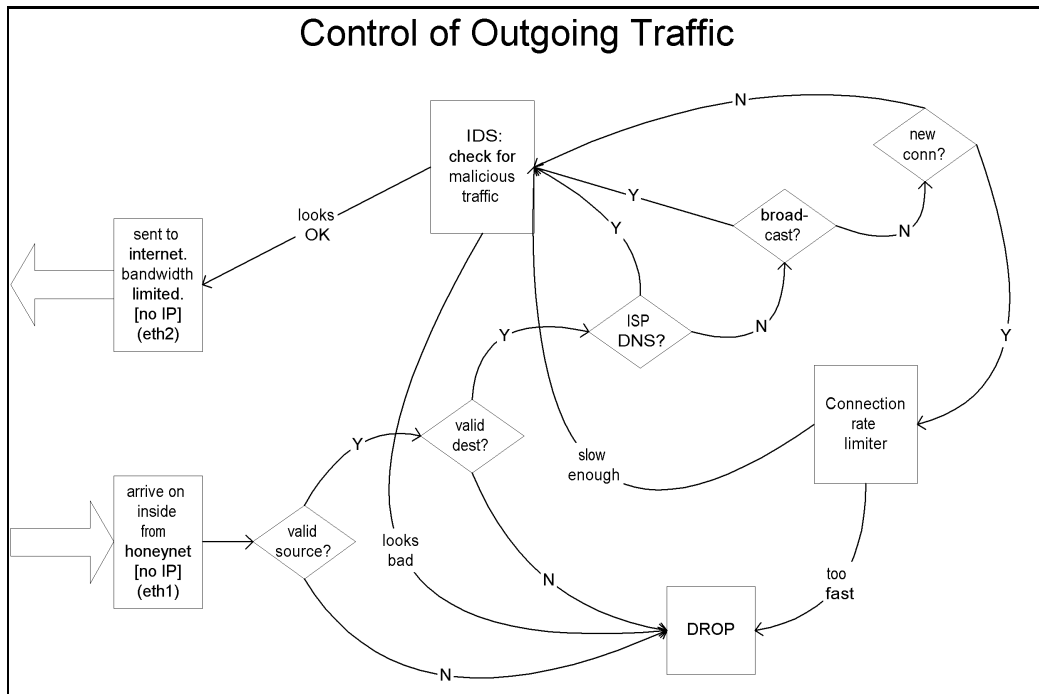 Control of Outgoing Traffic
N
new
conn?
IDS:
check for
malicious
traffic
Y
broad-
cast?
N
looks
OK
Y
sent to
internet.
bandwidth
limited.
[no IP]
(eth2)
ISP
DNS?
N
Y
Y
Connection
rate
limiter
valid
dest?
Y
slow
enough
arrive on
inside
from
honeynet
[no IP]
(eth1)
valid
source?
looks
bad
N
too
fast
DROP
N